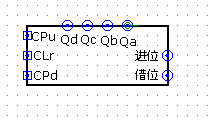 Qd Qc Qb Qa
CPu
CLr 进位
CPd 借位